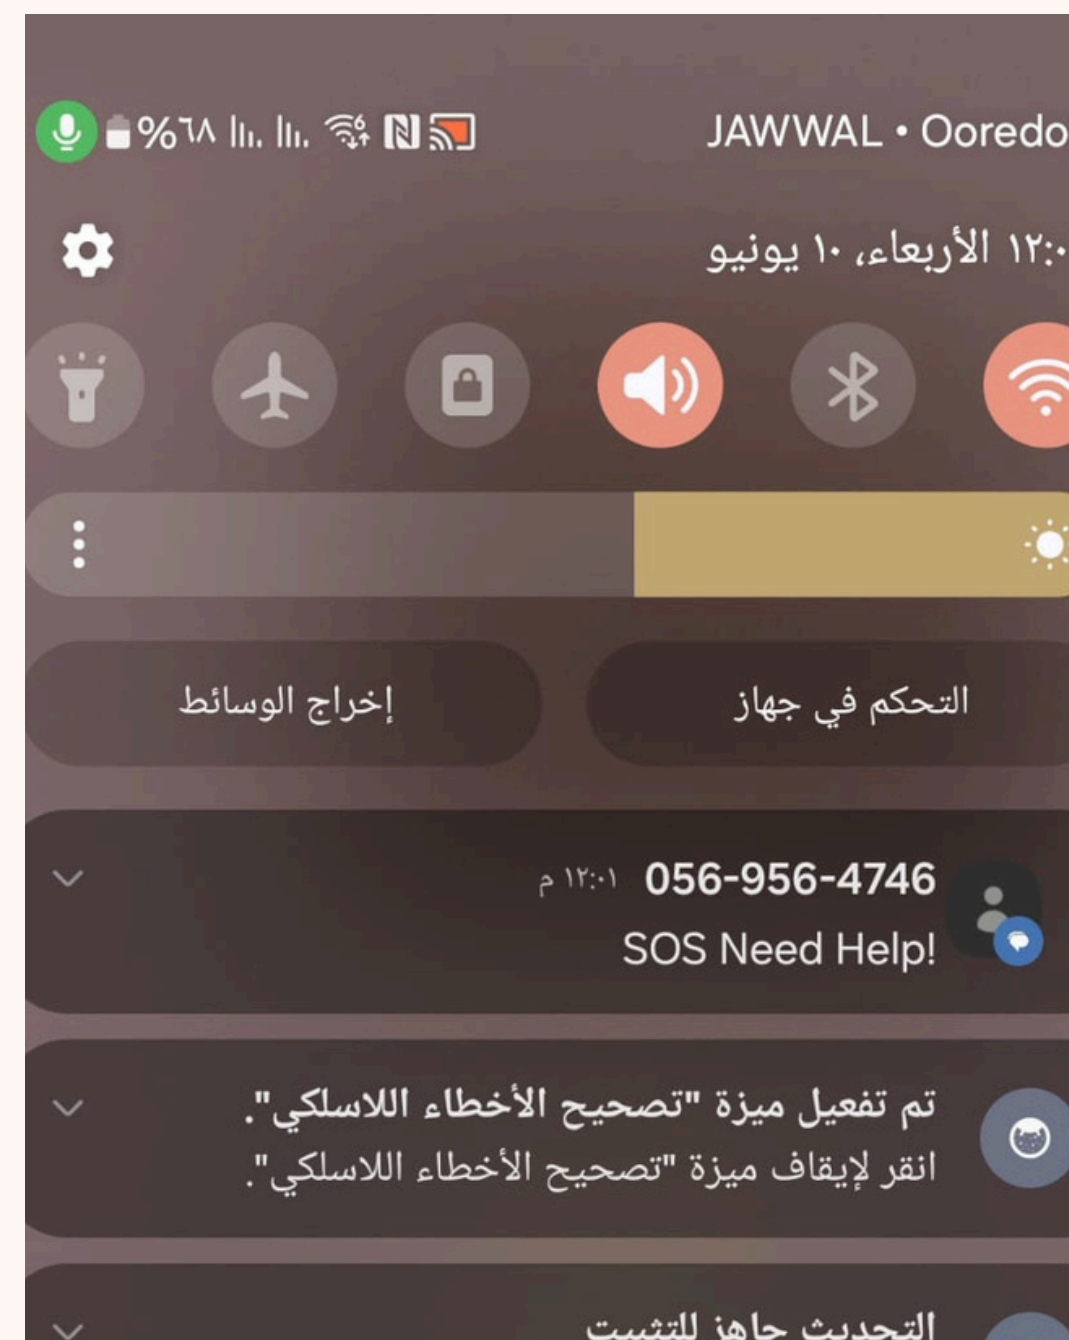 JAWWAL • Ooredo
%٦٨
١٢:٠ الأربعاء، ١٠ يونيو
التحكم في جهاز
إخراج الوسائط
056-956-4746 ١٢:٠١ م
SOS Need Help!
تم تفعيل ميزة "تصحيح الأخطاء اللاسلكي".
انقر لإيقاف ميزة "تصحيح الأخطاء اللاسلكي".
التحديث جاهز للتثبيت